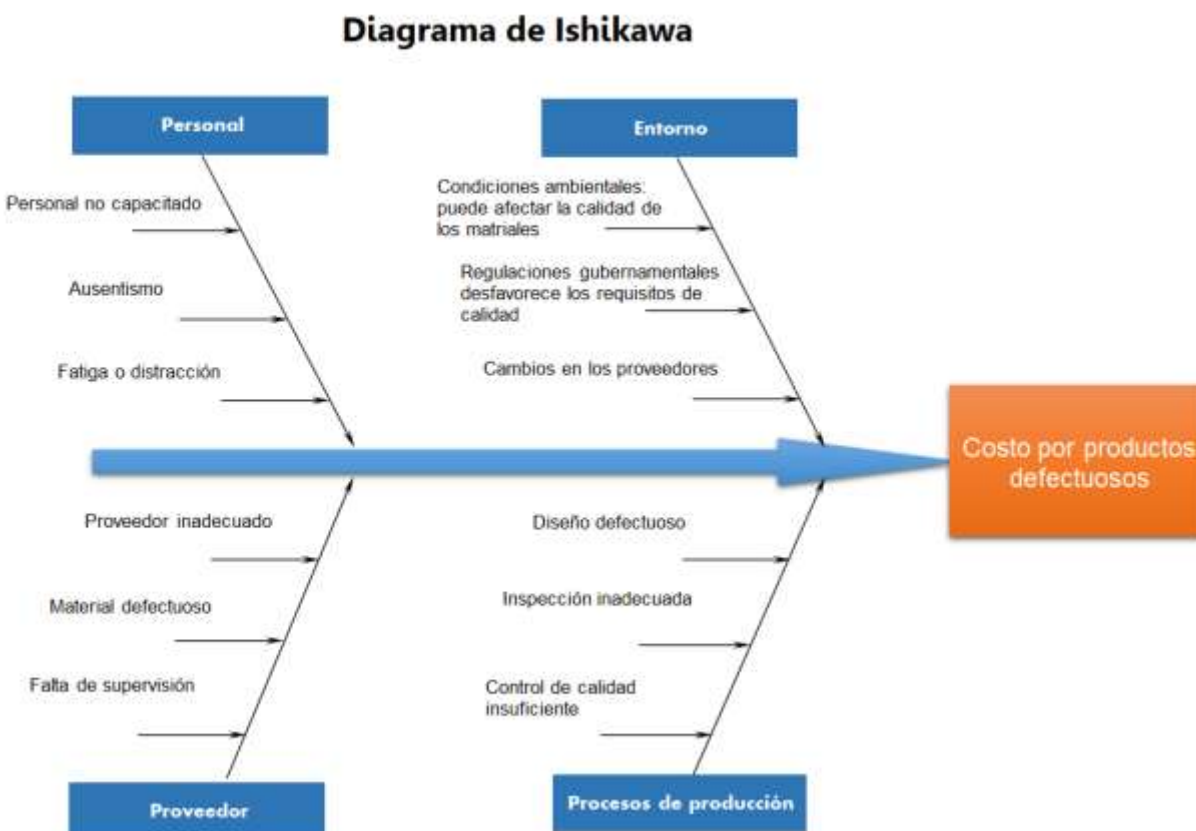 Diagrama de Ishikawa
Personal
Entorno
Personal no capacitado
Ausentismo
Fatiga o distracción
Condiciones ambientales:
puede afectar la calidad de
los matriales
Regulaciones gubernamentales
desfavorece los requisitos de
calidad
Cambios en los proveedores
Costo por productos
defectuosos
Proveedor inadecuado
Material defectuoso
Falta de supervisión
Diseño defectuoso
Inspección inadecuada
Control de calidad
insuficiente
Proveedor
Procesos de producción